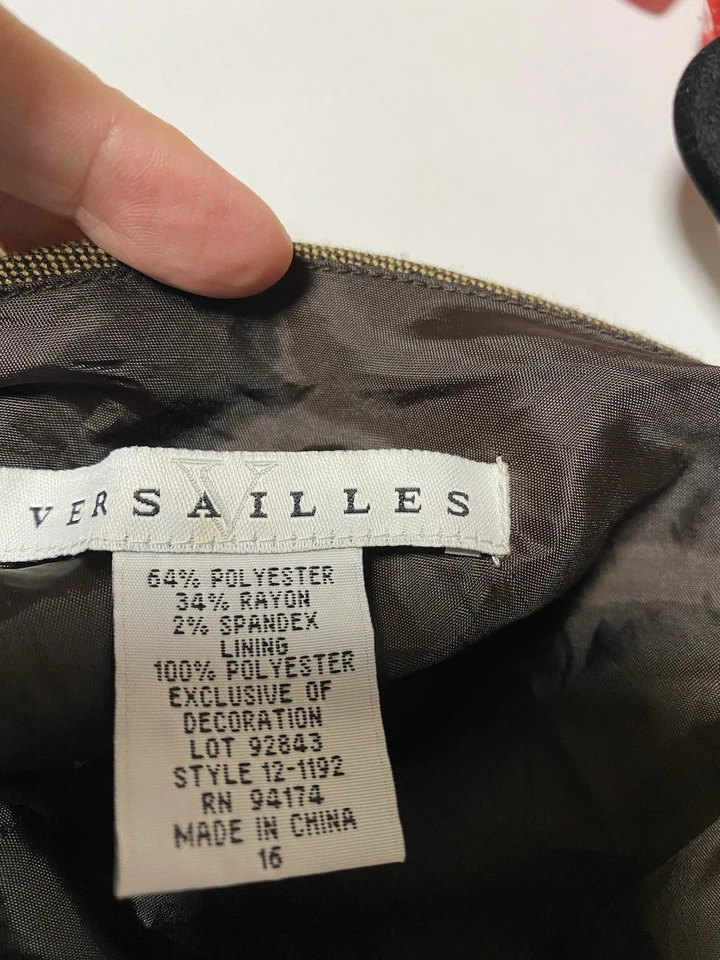 VERSAILLES
V
64% POLYESTER
34% RAYON
2% SPANDEX
LINING
100% POLYESTER
EXCLUSIVE OF
DECORATION
LOT 92843
STYLE 12-1192
RN 94174
MADE IN CHINA
16